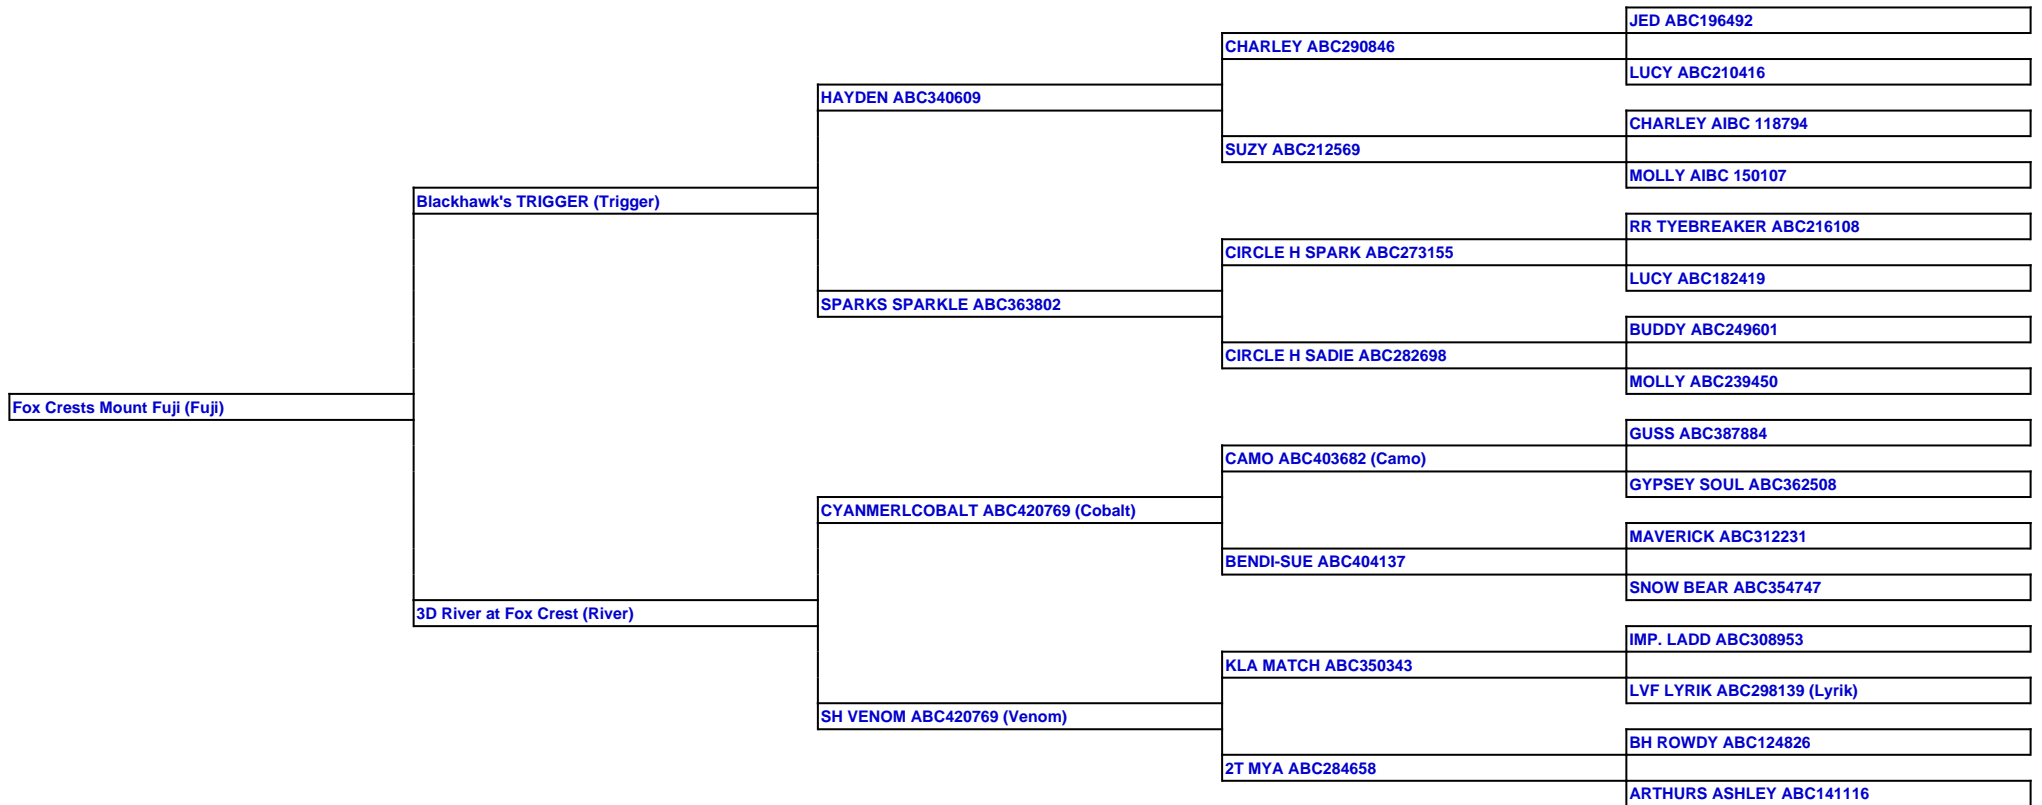 JED ABC196492
CHARLEY ABC290846
LUCY ABC210416
HAYDEN ABC340609
CHARLEY AIBC 118794
SUZY ABC212569
MOLLY AIBC 150107
Blackhawk's TRIGGER (Trigger)
RR TYEBREAKER ABC216108
CIRCLE H SPARK ABC273155
LUCY ABC182419
SPARKS SPARKLE ABC363802
BUDDY ABC249601
CIRCLE H SADIE ABC282698
MOLLY ABC239450
Fox Crests Mount Fuji (Fuji)
GUSS ABC387884
CAMO ABC403682 (Camo)
GYPSEY SOUL ABC362508
CYANMERLCOBALT ABC420769 (Cobalt)
MAVERICK ABC312231
BENDI-SUE ABC404137
SNOW BEAR ABC354747
3D River at Fox Crest (River)
IMP. LADD ABC308953
KLA MATCH ABC350343
LVF LYRIK ABC298139 (Lyrik)
SH VENOM ABC420769 (Venom)
BH ROWDY ABC124826
2T MYA ABC284658
ARTHURS ASHLEY ABC141116